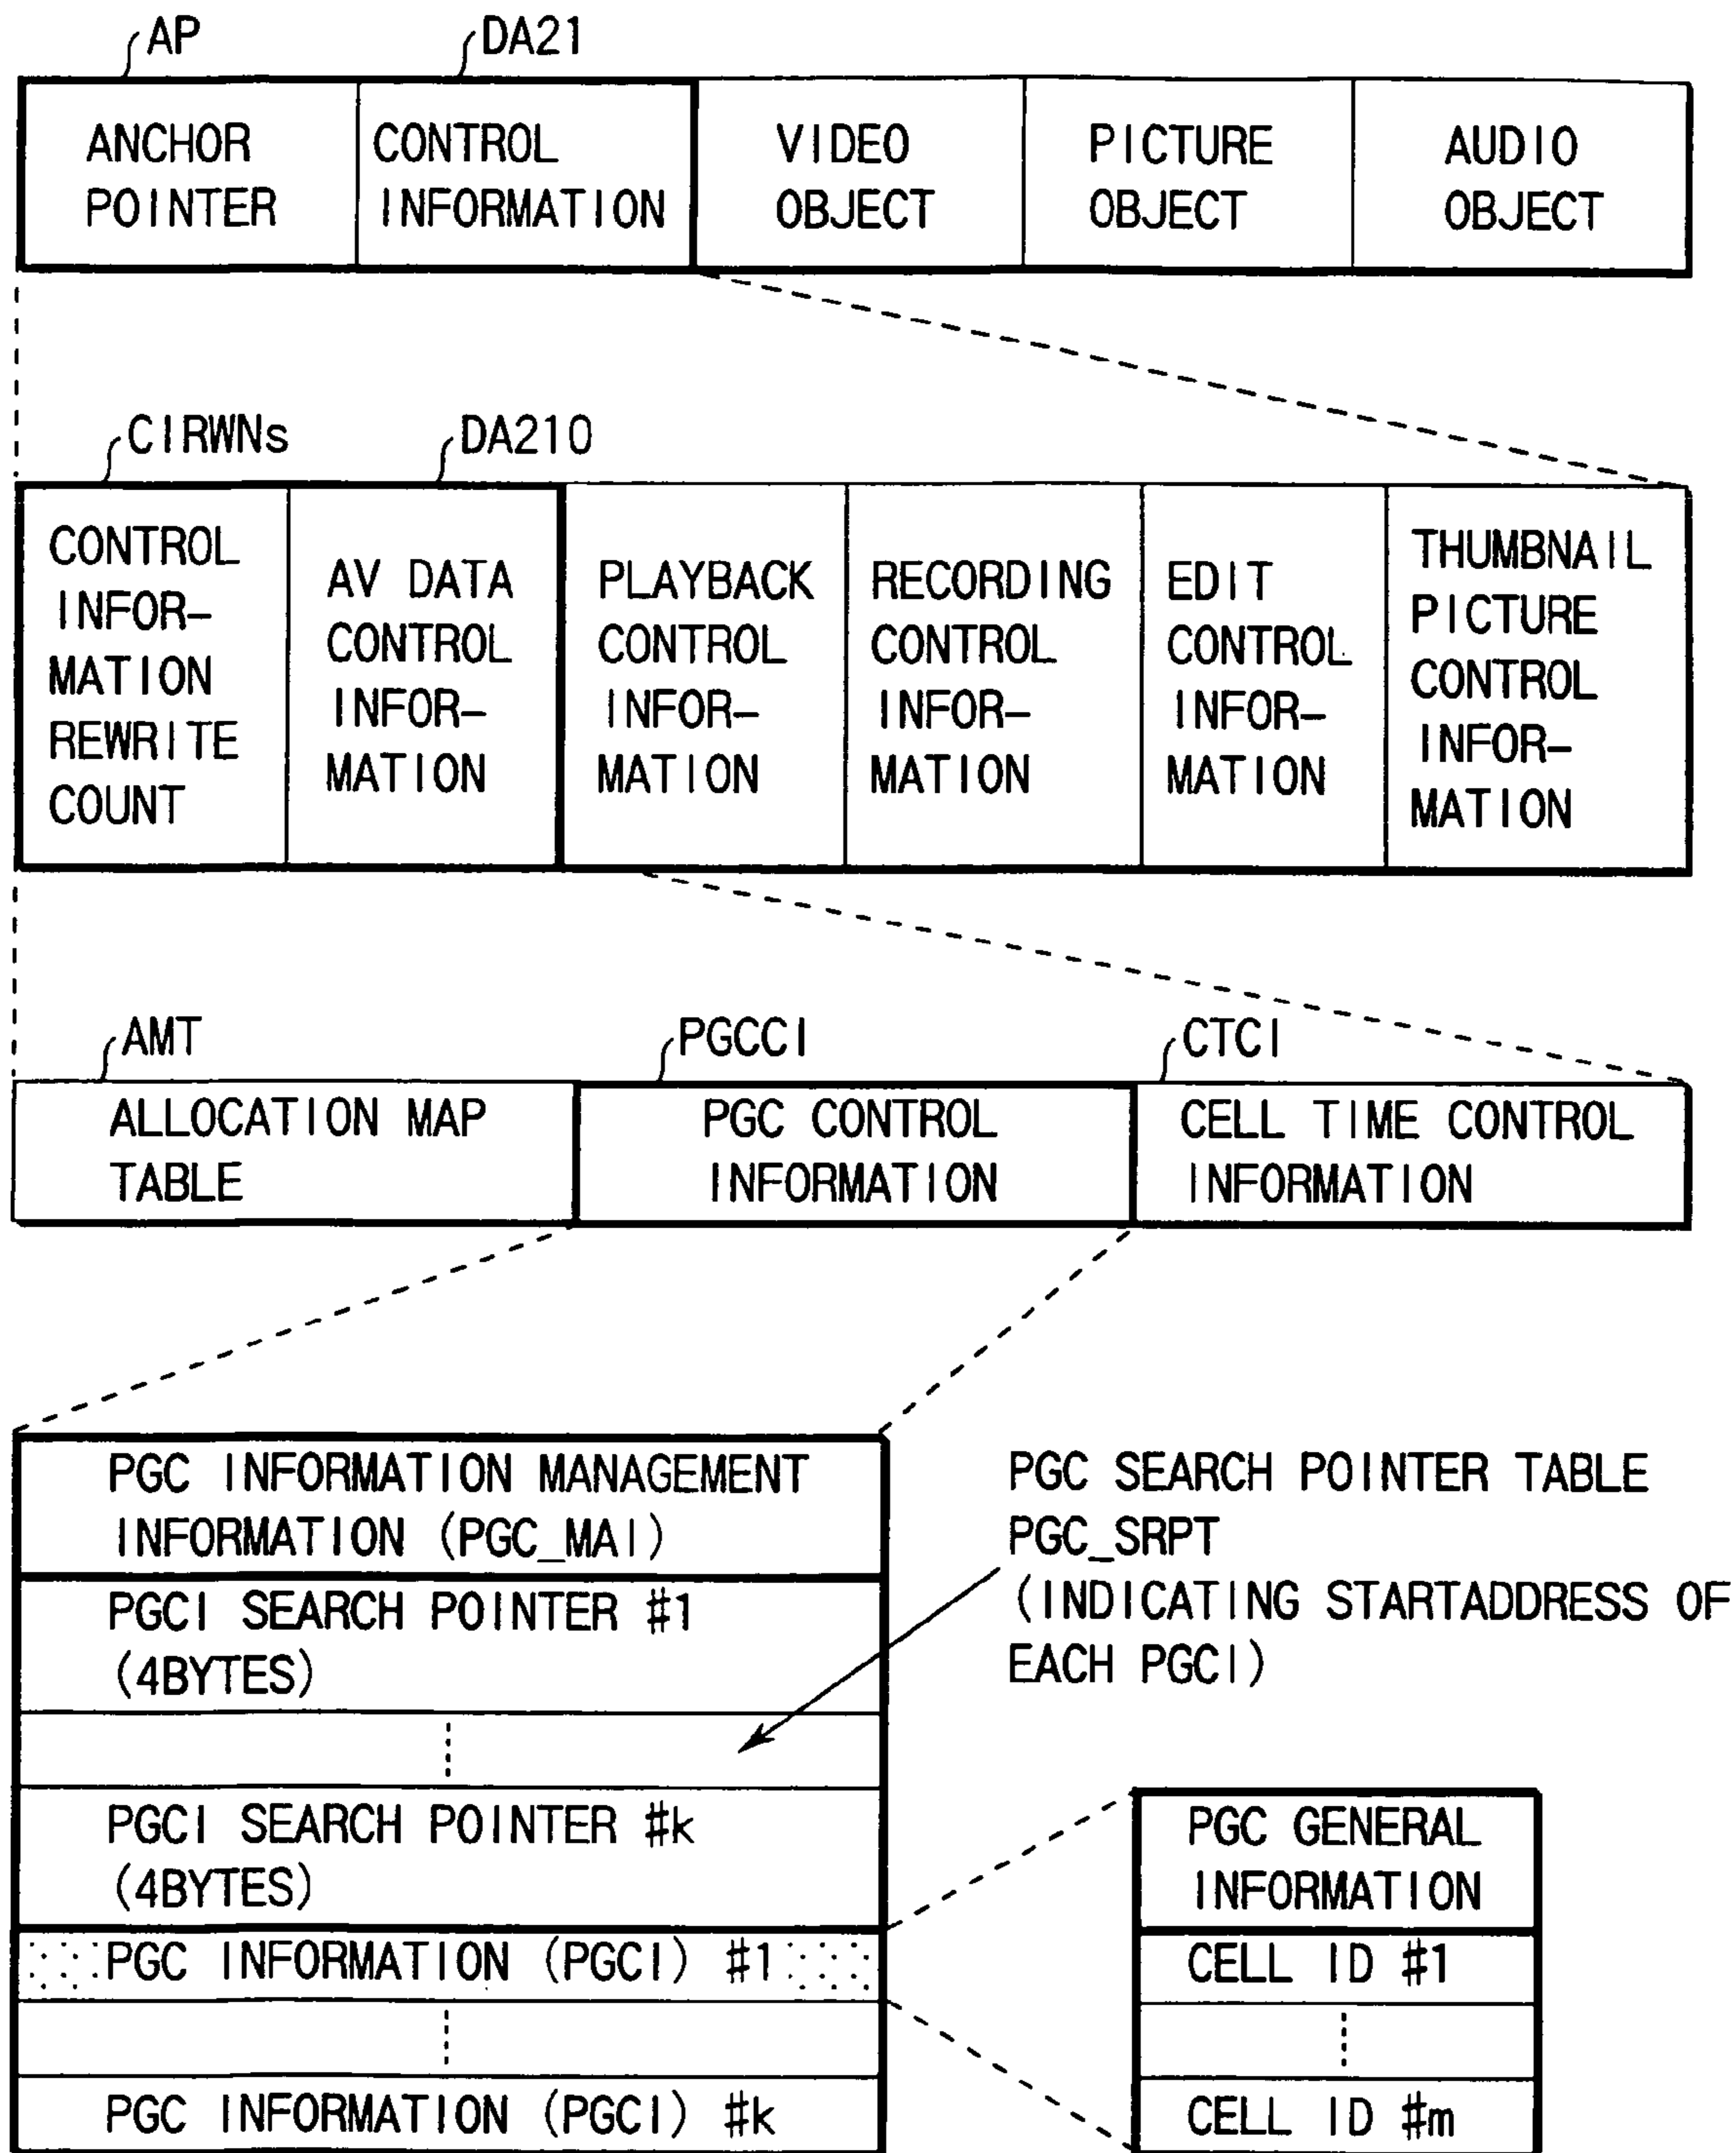 AP
DA21
ANCHOR
POINTER
CONTROL
INFORMATION
VIDEO
OBJECT
PICTURE
OBJECT
AUDIO
OBJECT
CIRWNs
DA210
CONTROL
INFOR-
MATION
REWRITE
COUNT
AV DATA
CONTROL
INFOR-
MATION
PLAYBACK
CONTROL
INFOR-
MATION
RECORDING
CONTROL
INFOR-
MATION
EDIT
CONTROL
INFOR-
MATION
THUMBNAIL
PICTURE
CONTROL
INFOR-
MATION
AMT
PGCCI
CTCI
ALLOCATION MAP
TABLE
PGC CONTROL
INFORMATION
CELL TIME CONTROL
INFORMATION
PGC INFORMATION MANAGEMENT
INFORMATION (PGC_MAI)
PGCI SEARCH POINTER #1
(4BYTES)
PGCI SEARCH POINTER #k
(4BYTES)
PGC INFORMATION (PGCI) #1
PGC INFORMATION (PGCI) #k
PGC SEARCH POINTER TABLE
PGC_SRPT
(INDICATING STARTADDRESS OF
EACH PGCI)
PGC GENERAL
INFORMATION
CELL ID #1
CELL ID #m